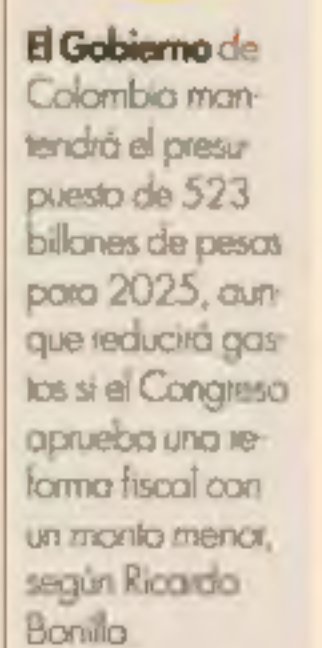 El Gobierno de
Colombia man-
tendrá el presu-
puesto de 523
billones de pesos
para 2025, aun-
que reducirá gas-
tos si el Congreso
aprueba una re-
forma fiscal con
un monto menor,
según Ricardo
Bonilla